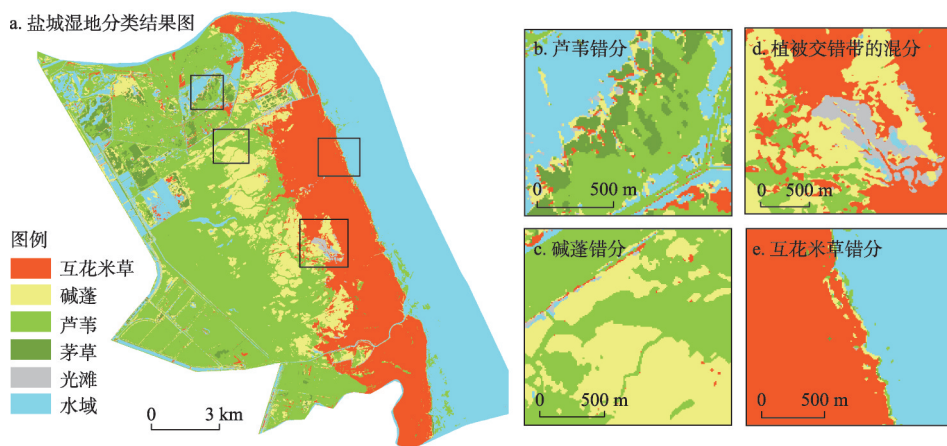 a. 盐城湿地分类结果图
图例
互花米草
碱蓬
芦苇
茅草
光滩
水域
0 3 km
b. 芦苇错分
0 500 m
d. 植被交错带的混分
0 500 m
c. 碱蓬错分
0 500 m
e. 互花米草错分
0 500 m